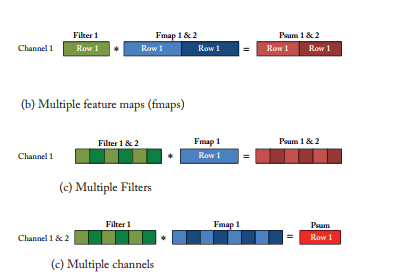 Filter 1 Fmap 1 & 2 Psum 1 & 2
Channel 1 Row 1 * Row 1 Row 1 = Row 1 Row 1
(b) Multiple feature maps (fmaps)
Filter 1 & 2 Fmap 1 Psum 1 & 2
Channel 1 * Row 1 =
(c) Multiple Filters
Filter 1 Fmap 1 Psum
Channel 1 & 2 * = Row 1
(c) Multiple channels